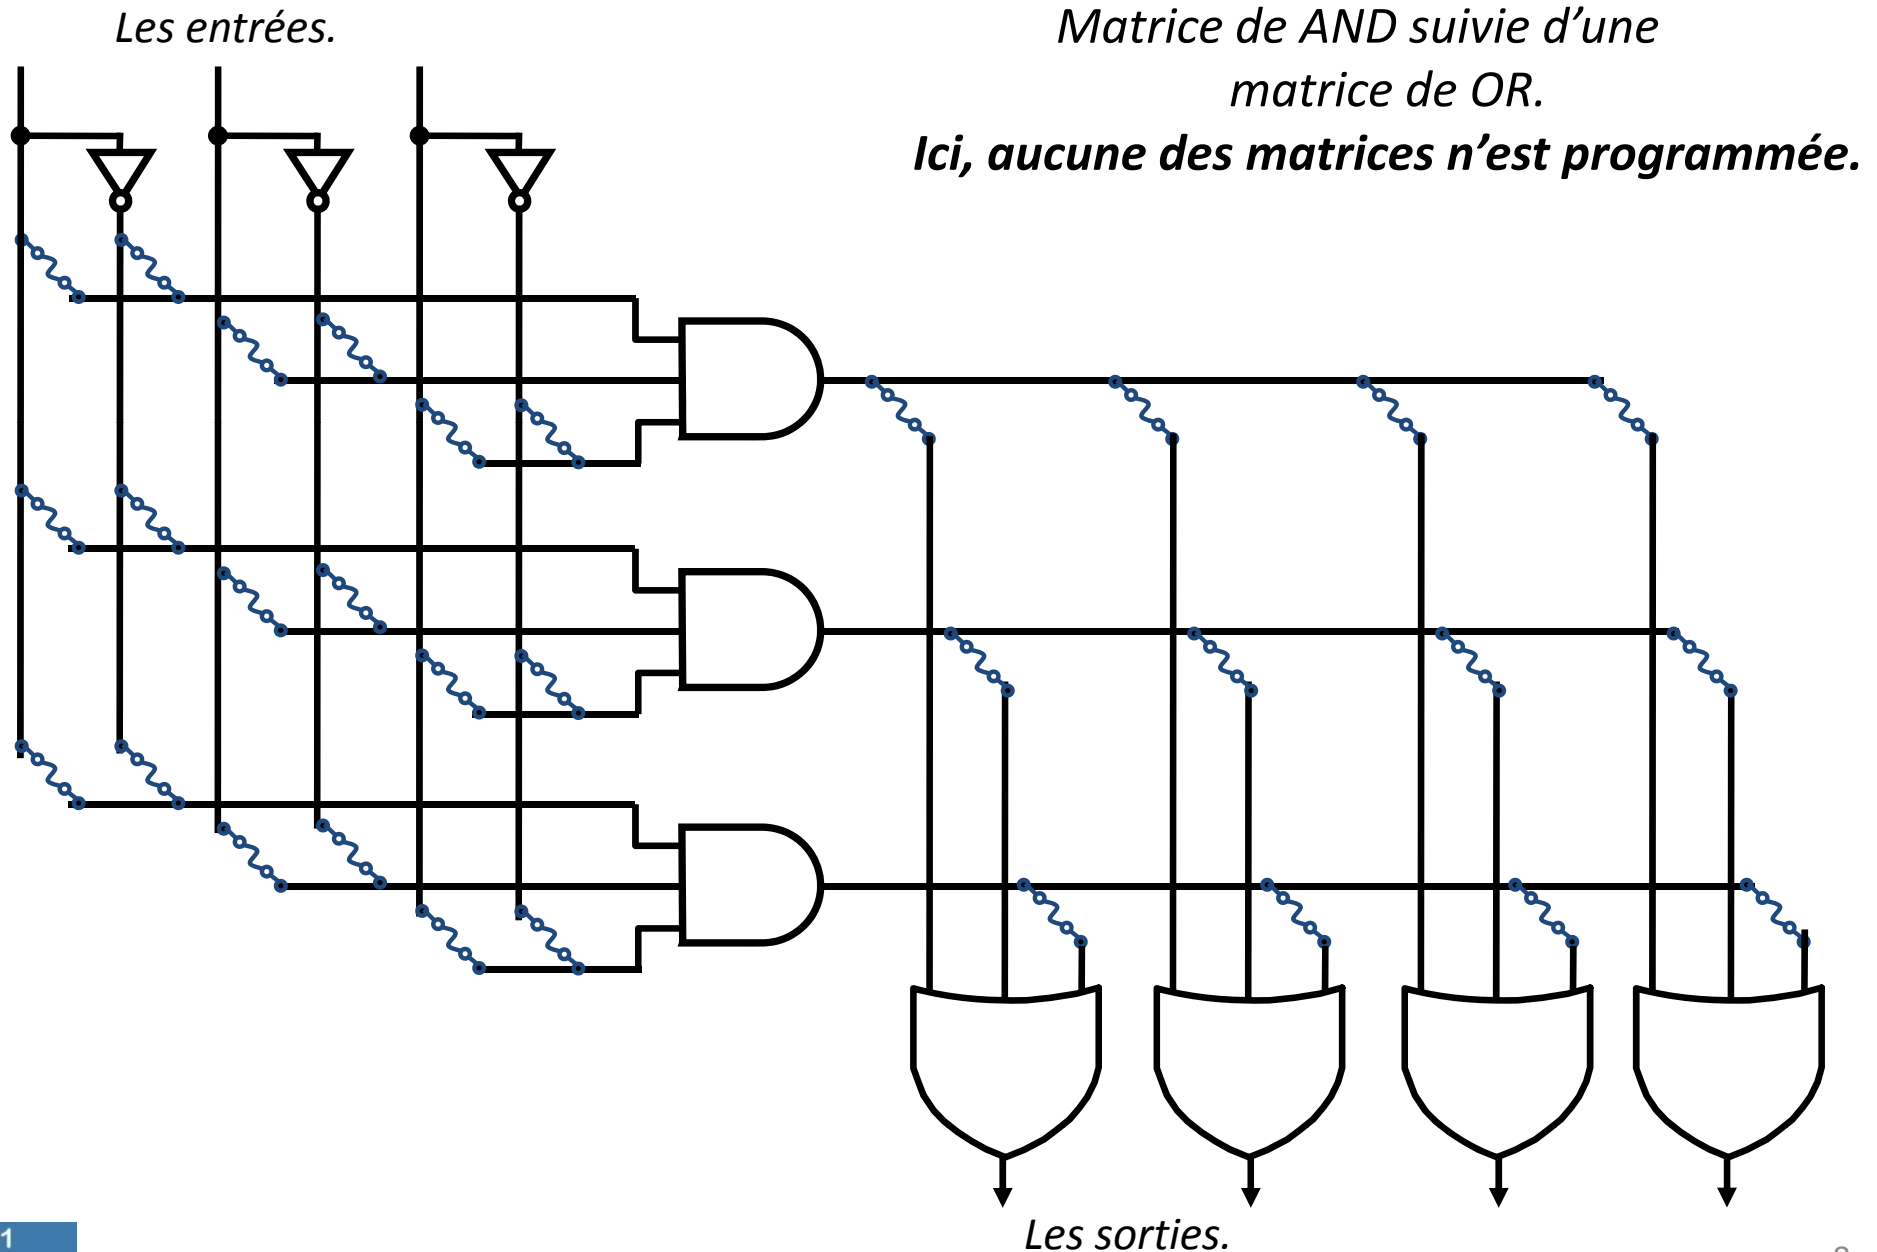 Les entrées.
Matrice de AND suivie d’une
matrice de OR.
Ici, aucune des matrices n’est programmée.
Les sorties.
1